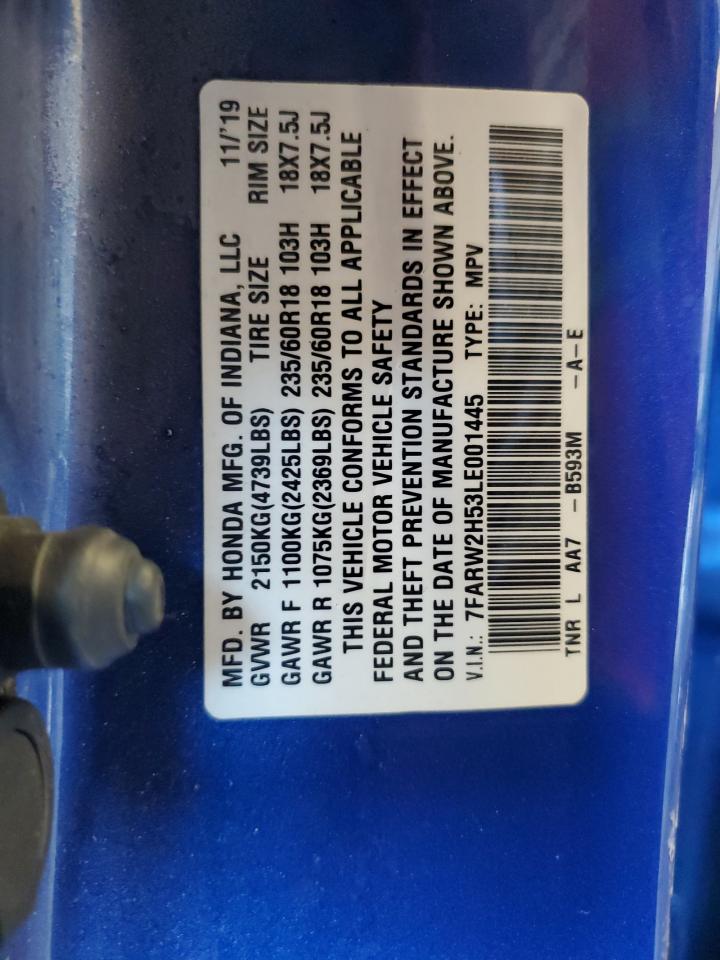 MFD. BY HONDA MFG. OF INDIANA, LLC 11/'19
GVWR 2150KG(4739LBS) TIRE SIZE RIM SIZE
GAWR F 1100KG(2425LBS) 235/60R18 103H 18X7.5J
GAWR R 1075KG(2369LBS) 235/60R18 103H 18X7.5J
THIS VEHICLE CONFORMS TO ALL APPLICABLE
FEDERAL MOTOR VEHICLE SAFETY
AND THEFT PREVENTION STANDARDS IN EFFECT
ON THE DATE OF MANUFACTURE SHOWN ABOVE.
V.I.N.: 7FARW2H53LE001445 TYPE: MPV
TNR L AA7 -B593M -A-E